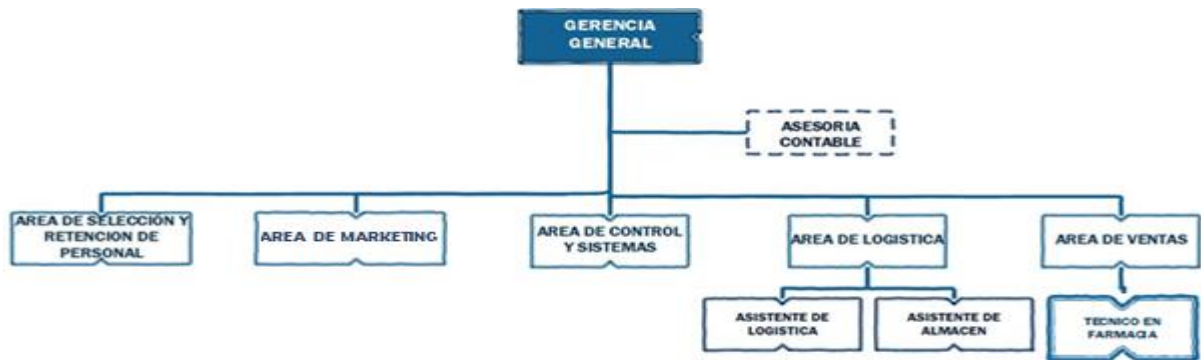 GERENCIA
GENERAL
ASESORIA
CONTABLE
AREA DE SELECCIÓN Y
RETENCION DE
PERSONAL
AREA DE MARKETING
AREA DE CONTROL
Y SISTEMAS
AREA DE LOGISTICA
AREA DE VENTAS
ASISTENTE DE
LOGISTICA
ASISTENTE DE
ALMACEN
TECNICO EN
FARMACIA